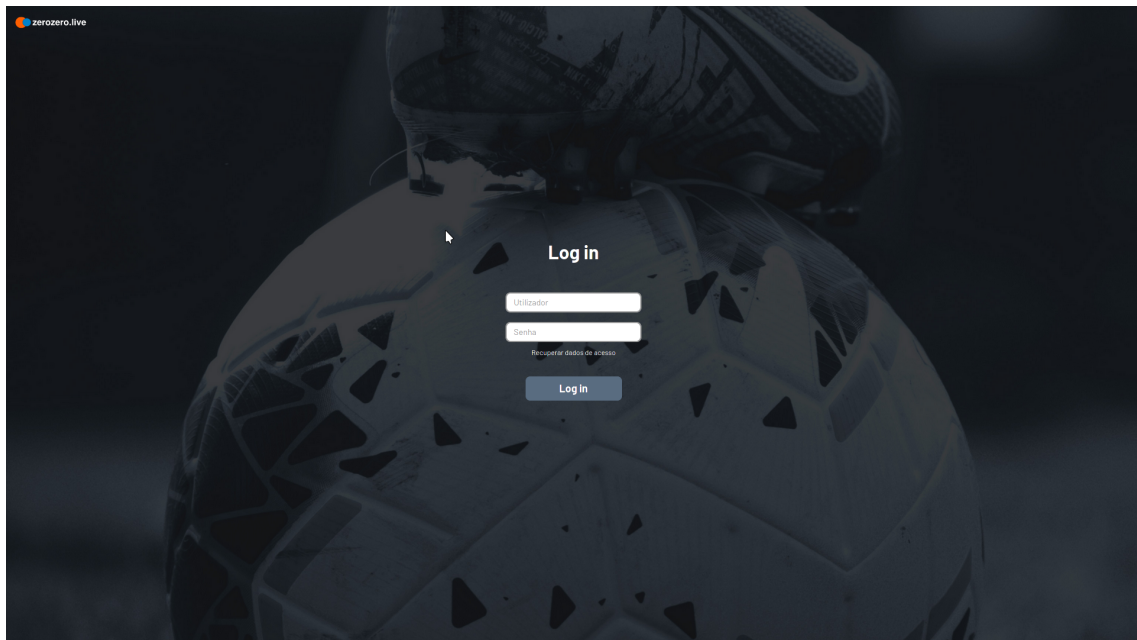 zerozero.live
Log in
Utilizador
Senha
Recuperar dados de acesso
Log in